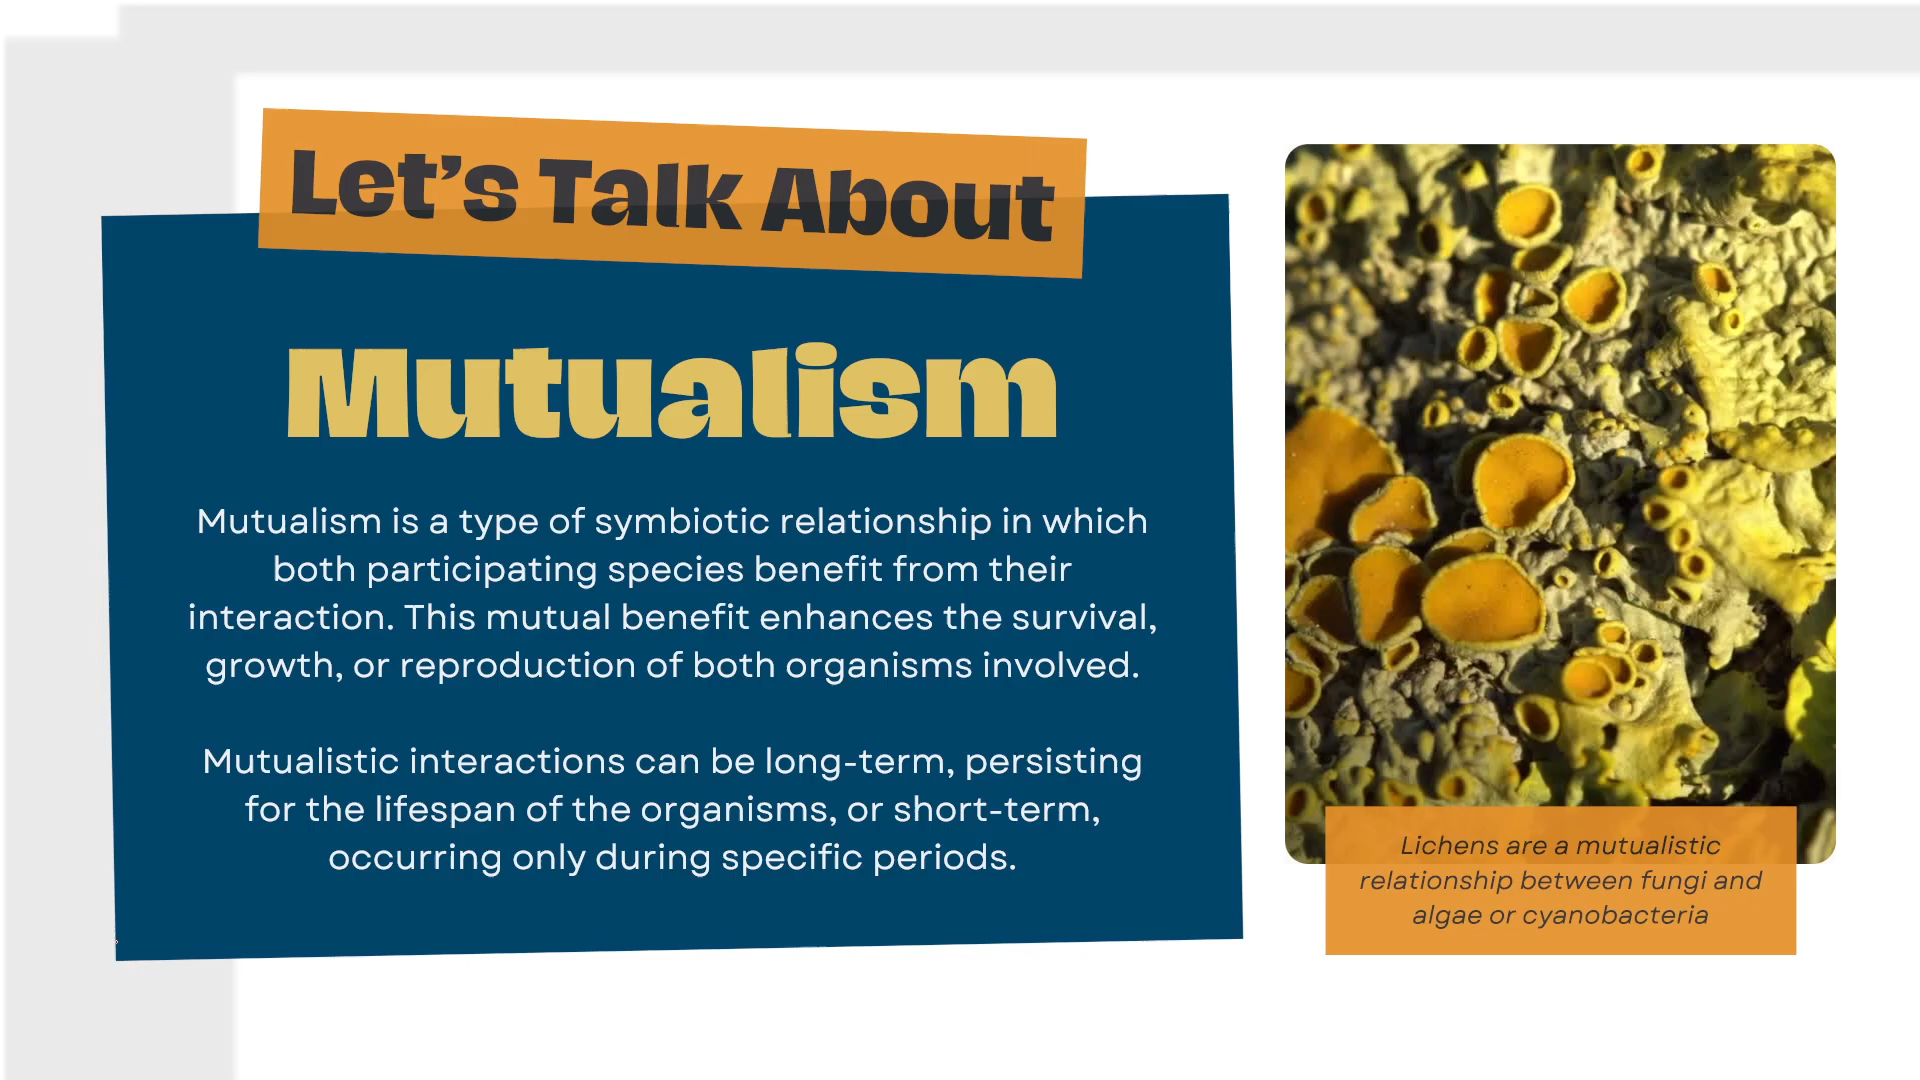 Let's Talk About
Mutualism
Mutualism is a type of symbiotic relationship in which
both participating species benefit from their
interaction. This mutual benefit enhances the survival,
growth, or reproduction of both organisms involved.
Mutualistic interactions can be long-term, persisting
for the lifespan of the organisms, or short-term,
occurring only during specific periods.
Lichens are a mutualistic
relationship between fungi and
algae or cyanobacteria